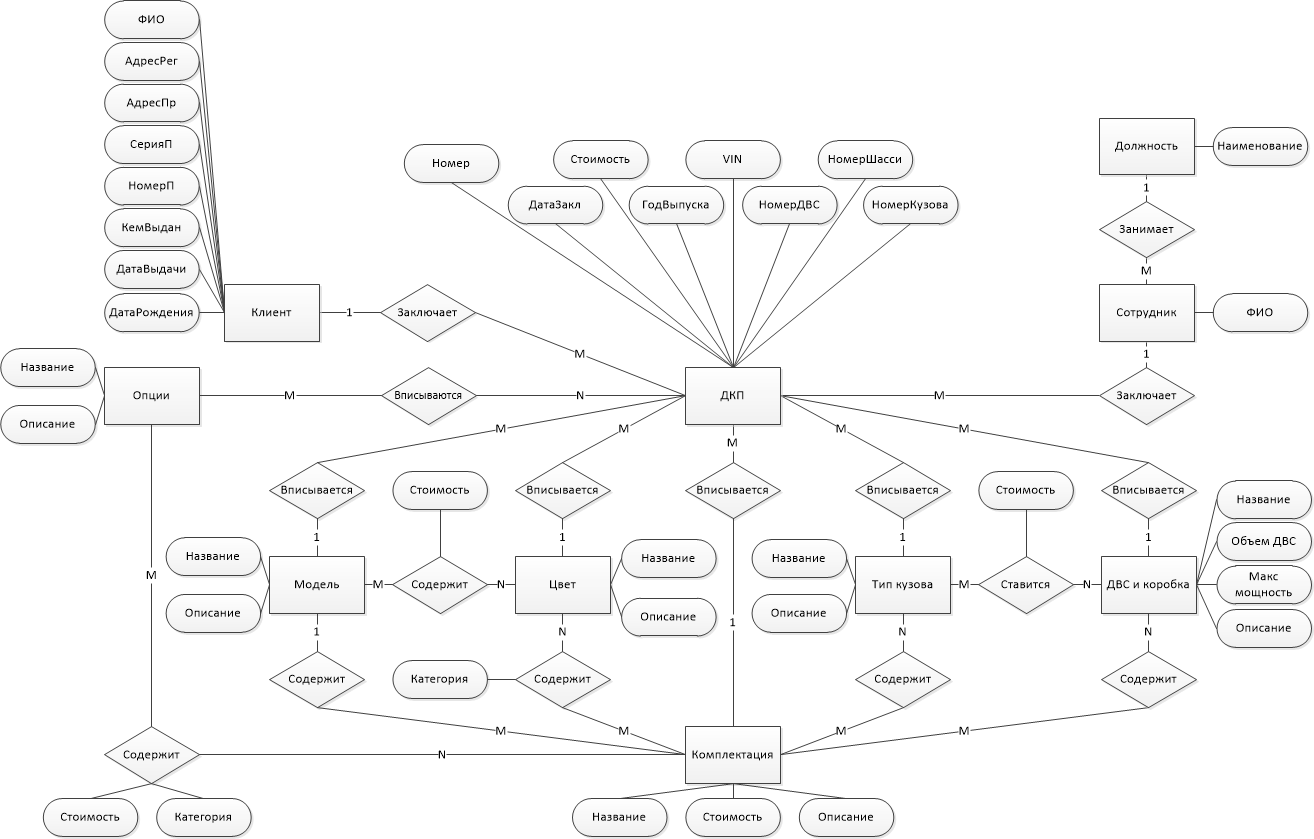 ФИО
АдресРег
АдресПр
СерияП
НомерП
КемВыдан
ДатаВыдачи
ДатаРождения
Клиент
1
Заключает
M
Номер
Стоимость
VIN
НомерШасси
ДатаЗакл
ГодВыпуска
НомерДВС
НомерКузова
Должность
Наименование
1
Занимает
M
Сотрудник
ФИО
1
Заключает
M
Название
Описание
Опции
M
Вписываются
N
ДКП
M
M
M
M
M
Вписывается
Вписывается
Вписывается
Вписывается
Вписывается
1
1
1
1
1
Стоимость
Стоимость
Название
Описание
Модель
M
Содержит
N
Цвет
Название
Описание
Название
Описание
Тип кузова
M
Ставится
N
ДВС и коробка
Название
Объем ДВС
Макс
мощность
Описание
M
1
N
N
N
Содержит
Категория
Содержит
Содержит
Содержит
M
M
M
M
Содержит
N
Комплектация
Стоимость
Категория
Название
Стоимость
Описание